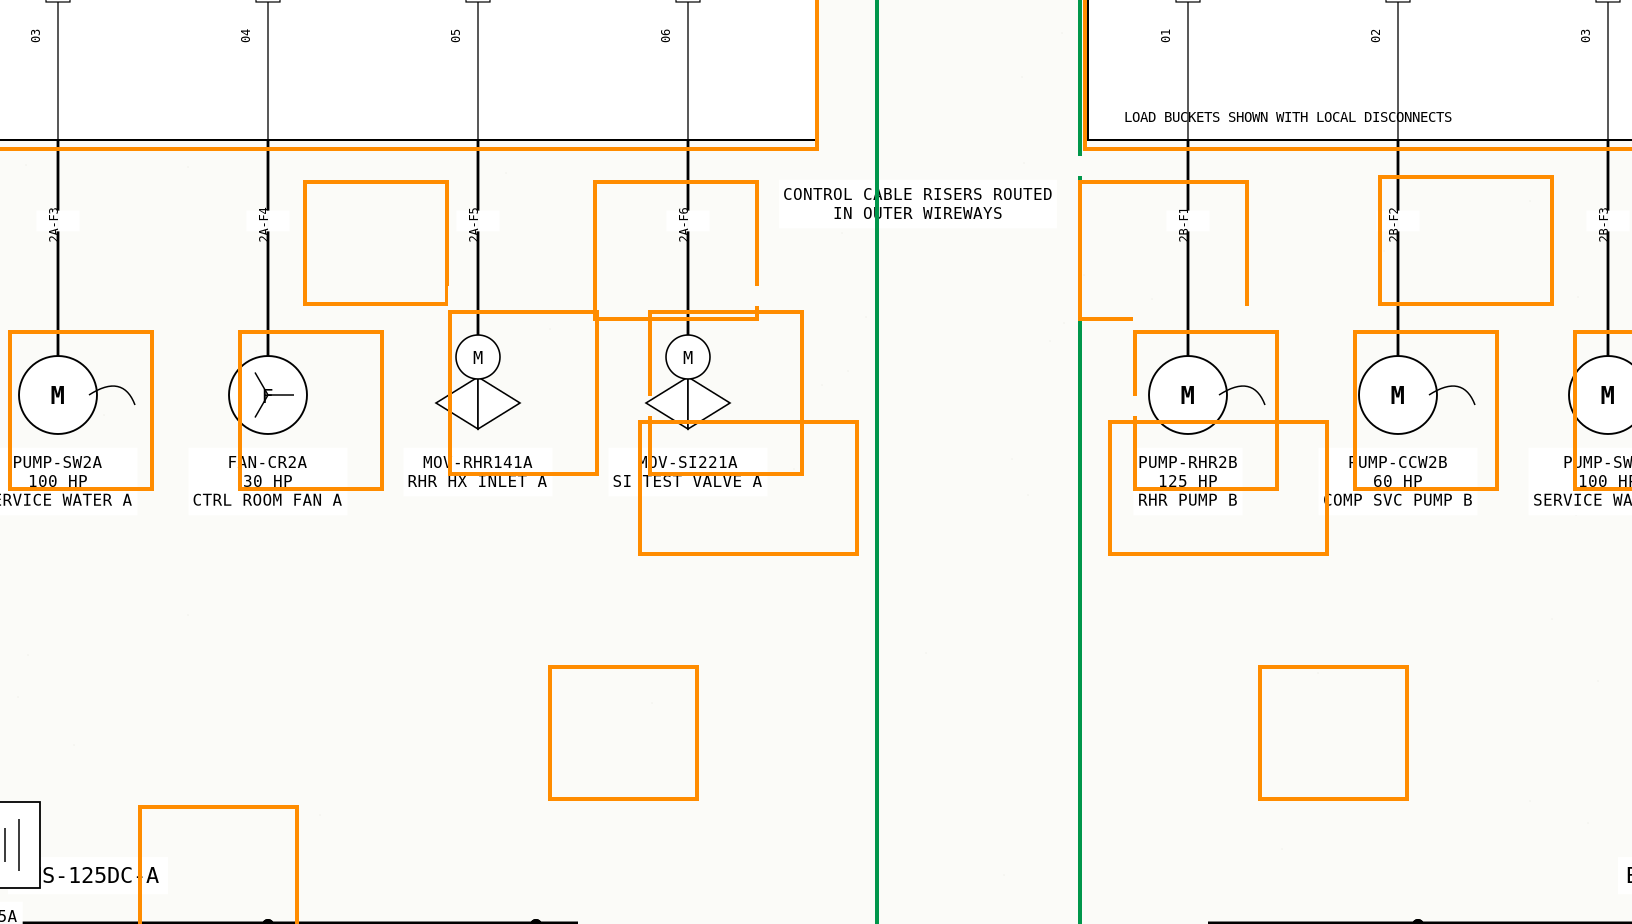 03
04
05
06
01
02
03
LOAD BUCKETS SHOWN WITH LOCAL DISCONNECTS
CONTROL CABLE RISERS ROUTED
IN OUTER WIREWAYS
2A-F3
2A-F4
2A-F5
2A-F6
2B-F1
2B-F2
2B-F3
M
F
M
M
M
M
M
PUMP-SW2A
100 HP
ERVICE WATER A
FAN-CR2A
30 HP
CTRL ROOM FAN A
MOV-RHR141A
RHR HX INLET A
MOV-SI221A
SI TEST VALVE A
PUMP-RHR2B
125 HP
RHR PUMP B
PUMP-CCW2B
60 HP
COMP SVC PUMP B
PUMP-SW
100 HP
SERVICE WA
S-125DC-A
5A